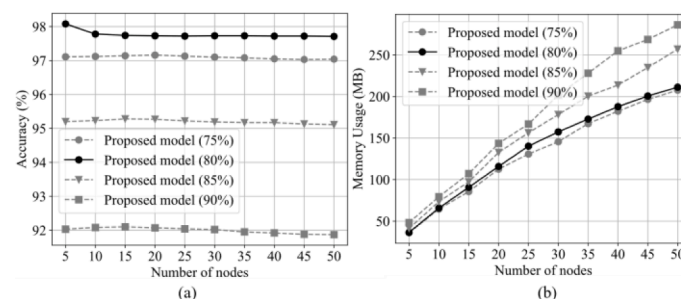 98
97
96
95
94
93
92
Accuracy (%)
Proposed model (75%)
Proposed model (80%)
Proposed model (85%)
Proposed model (90%)
5 10 15 20 25 30 35 40 45 50
Number of nodes
(a)
250
200
150
100
50
Memory Usage (MB)
Proposed model (75%)
Proposed model (80%)
Proposed model (85%)
Proposed model (90%)
5 10 15 20 25 30 35 40 45 50
Number of nodes
(b)